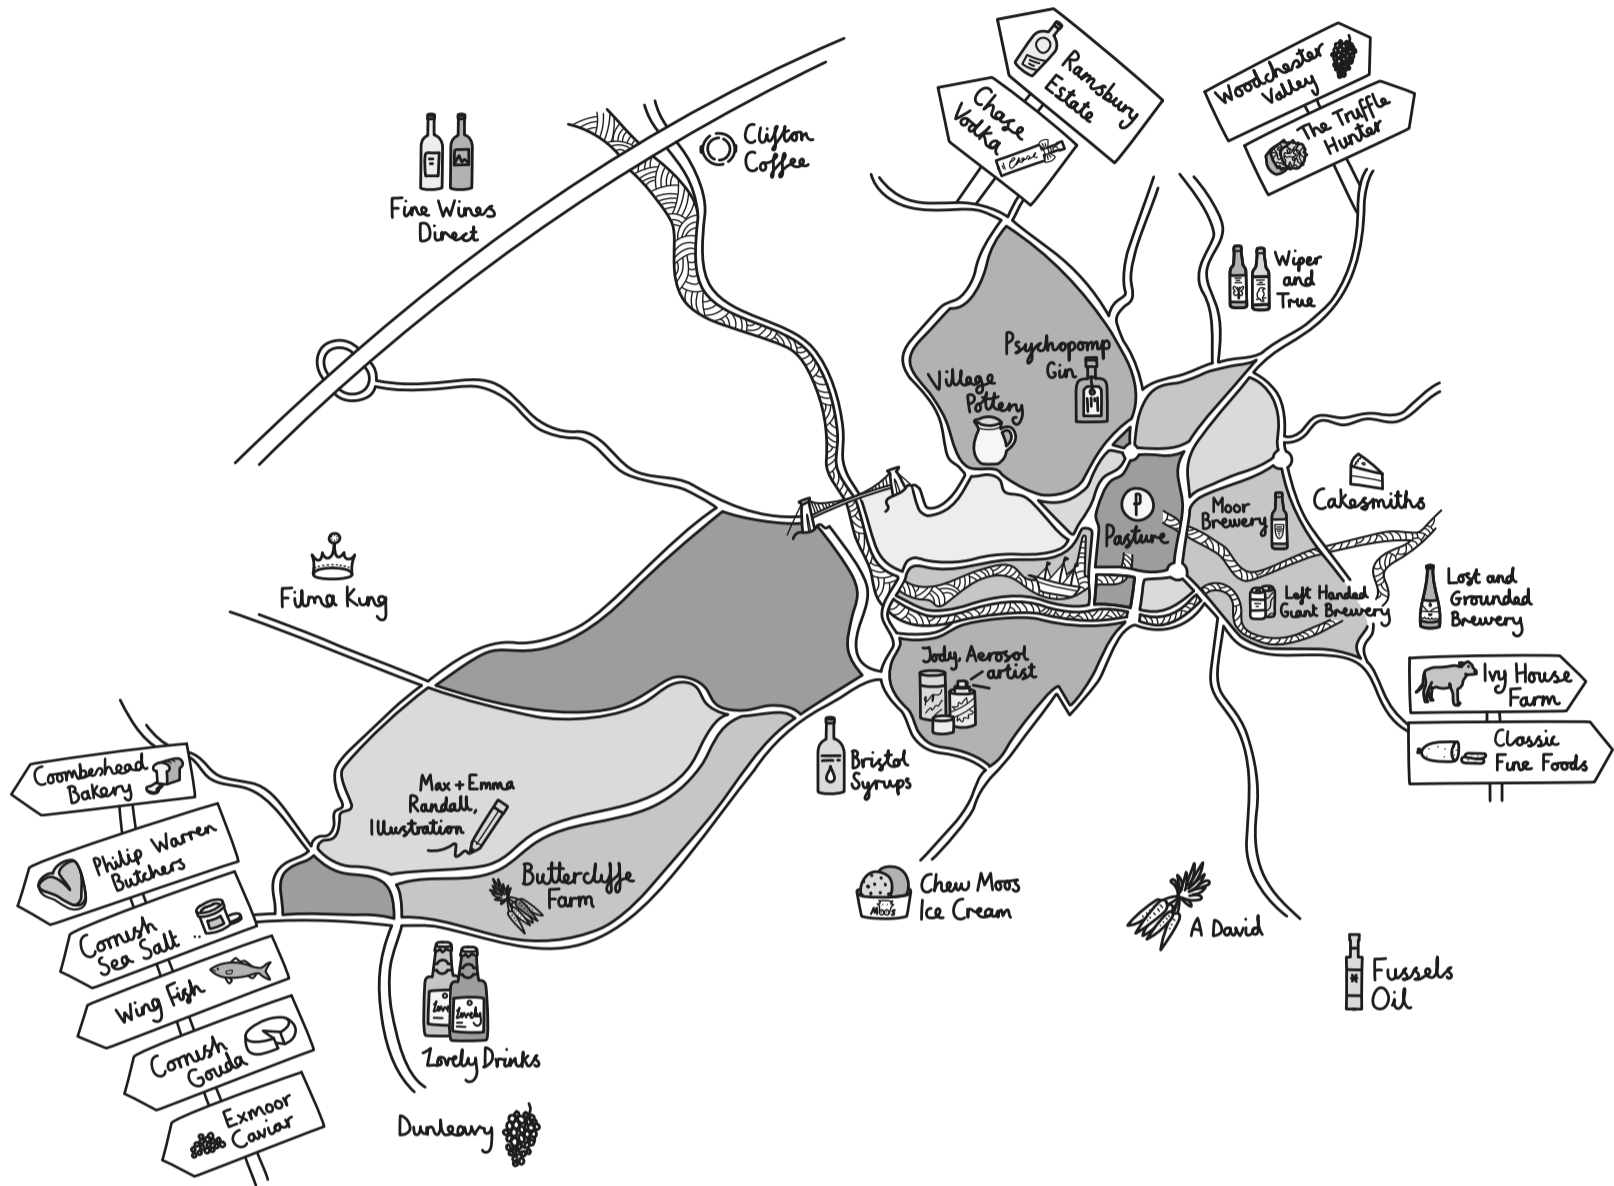 Ramsbury
Estate
Chase
Vodka
Chase
Woodchester
Valley
The Truffle
Hunter
Clifton
Coffee
Fine Wines
Direct
Wiper
and
True
Psychopomp
Gin
Village
Pottery
Cakesmiths
Moor
Brewery
P
Pasture
Left Handed
Giant Brewery
Lost and
Grounded
Brewery
Filma King
Jody, Aerosol
artist
Ivy House
Farm
Classic
Fine Foods
Bristol
Syrups
Coombeshead
Bakery
Max + Emma
Randall,
Illustration
Philip Warren
Butchers
Buttercliffe
Farm
Chew Moos
Ice Cream
Moo's
A David
Cornish
Sea Salt
Wing Fish
Fussels
Oil
Cornish
Gouda
Lovely
Lovely Drinks
Exmoor
Caviar
Dunleavy